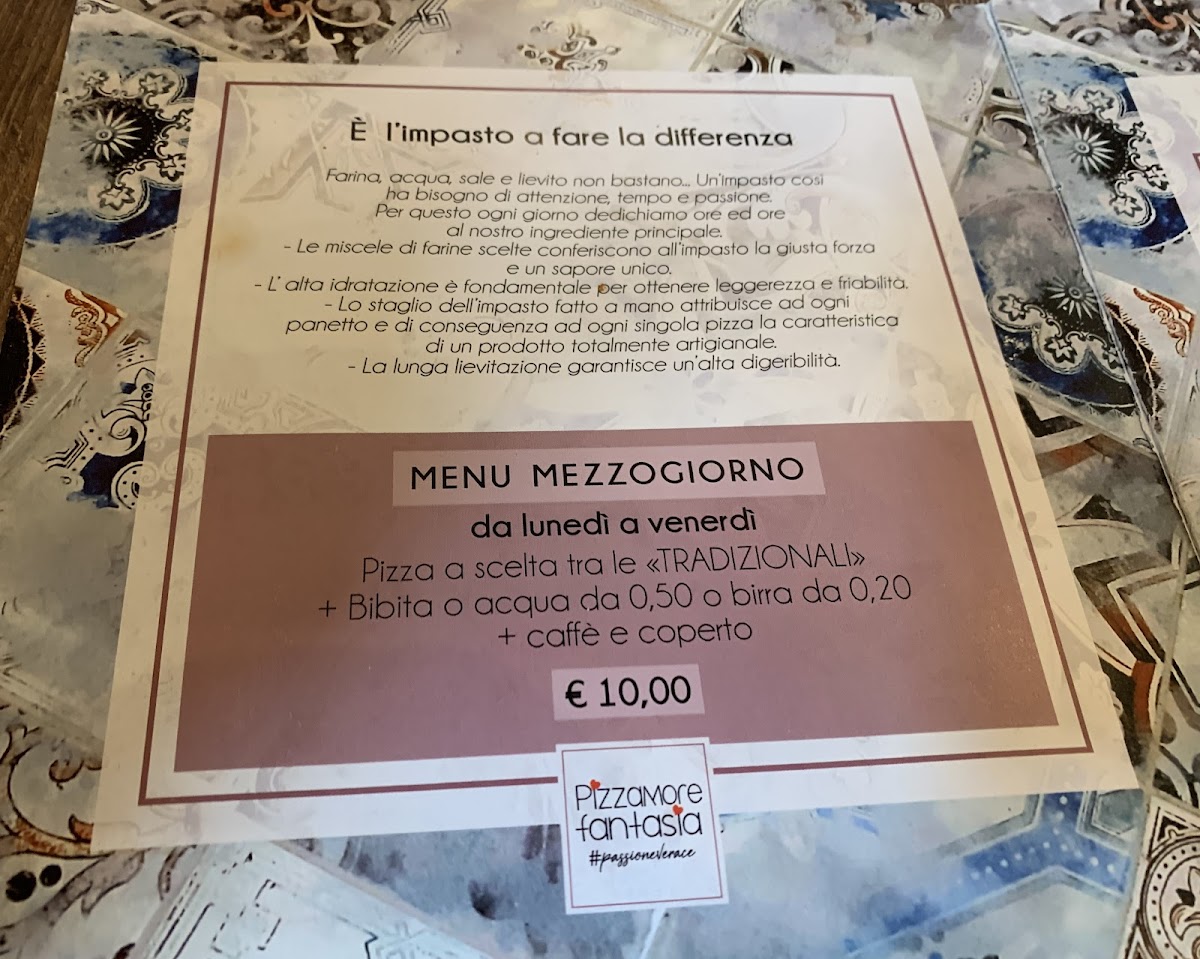 È l'impasto a fare la differenza
Farina, acqua, sale e lievito non bastano... Un'impasto così
ha bisogno di attenzione, tempo e passione.
Per questo ogni giorno dedichiamo ore ed ore
al nostro ingrediente principale.
- Le miscele di farine scelte conferiscono all'impasto la giusta forza
e un sapore unico.
- L' alta idratazione è fondamentale per ottenere leggerezza e friabilità.
- Lo staglio dell'impasto fatto a mano attribuisce ad ogni
panetto e di conseguenza ad ogni singola pizza la caratteristica
di un prodotto totalmente artigianale.
- La lunga lievitazione garantisce un'alta digeribilità.
MENU MEZZOGIORNO
da lunedì a venerdì
Pizza a scelta tra le «TRADIZIONALI»
+ Bibita o acqua da 0,50 o birra da 0,20
+ caffè e coperto
€ 10,00
PizzAMore
fantasia
#passioneVerace